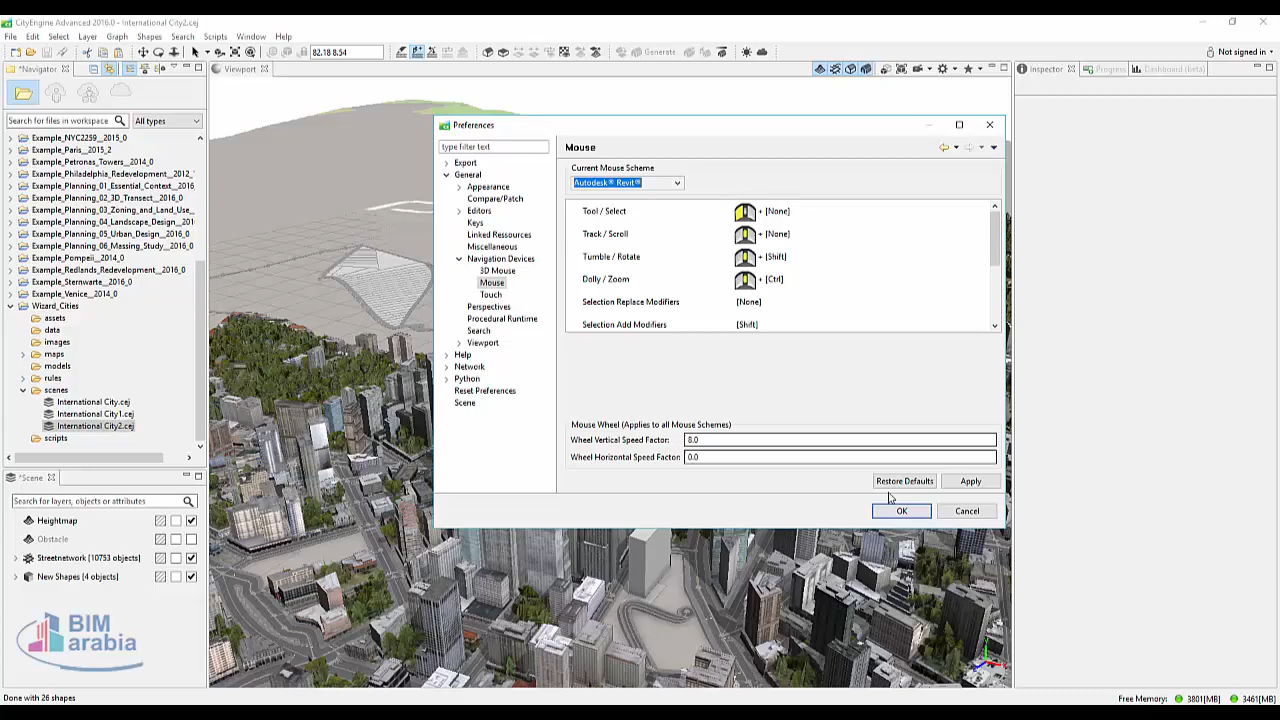 CityEngine Advanced 2016.0 - International City2.cej
File Edit Select Layer Graph Shapes Search Scripts Window Help
82.18 8.54
Generate
Not signed in
*Navigator
Viewport
Inspector
Progress
Dashboard (beta)
Search for files in workspace
All types
Example_NYC2259__2015_0
Example_Paris__2015_2
Example_Petronas_Towers__2014_0
Example_Philadelphia_Redevelopment__2012_
Example_Planning_01_Essential_Context__2016
Example_Planning_02_3D_Transect__2016_0
Example_Planning_03_Zoning_and_Land_Use_
Example_Planning_04_Landscape_Design__201
Example_Planning_05_Urban_Design__2016_0
Example_Planning_06_Massing_Study__2016_0
Example_Pompeii__2014_0
Example_Redlands_Redevelopment__2016_0
Example_Sternwarte__2016_0
Example_Venice__2014_0
Wizard_Cities
assets
data
images
maps
models
rules
scenes
International City.cej
International City1.cej
International City2.cej
scripts
*Scene
Search for layers, objects or attributes
Heightmap
Obstacle
Streetnetwork [10753 objects]
New Shapes [4 objects]
BIM
arabia
Preferences
type filter text
Export
General
Appearance
Compare/Patch
Editors
Keys
Linked Resources
Miscellaneous
Navigation Devices
3D Mouse
Mouse
Touch
Perspectives
Procedural Runtime
Search
Viewport
Help
Network
Python
Reset Preferences
Scene
Mouse
Current Mouse Scheme
Autodesk® Revit®
Tool / Select + [None]
Track / Scroll + [None]
Tumble / Rotate + [Shift]
Dolly / Zoom + [Ctrl]
Selection Replace Modifiers [None]
Selection Add Modifiers [Shift]
Mouse Wheel (Applies to all Mouse Schemes)
Wheel Vertical Speed Factor: 8.0
Wheel Horizontal Speed Factor: 0.0
Restore Defaults Apply
OK Cancel
Done with 26 shapes
Free Memory: 3801[MB] 3461[MB]